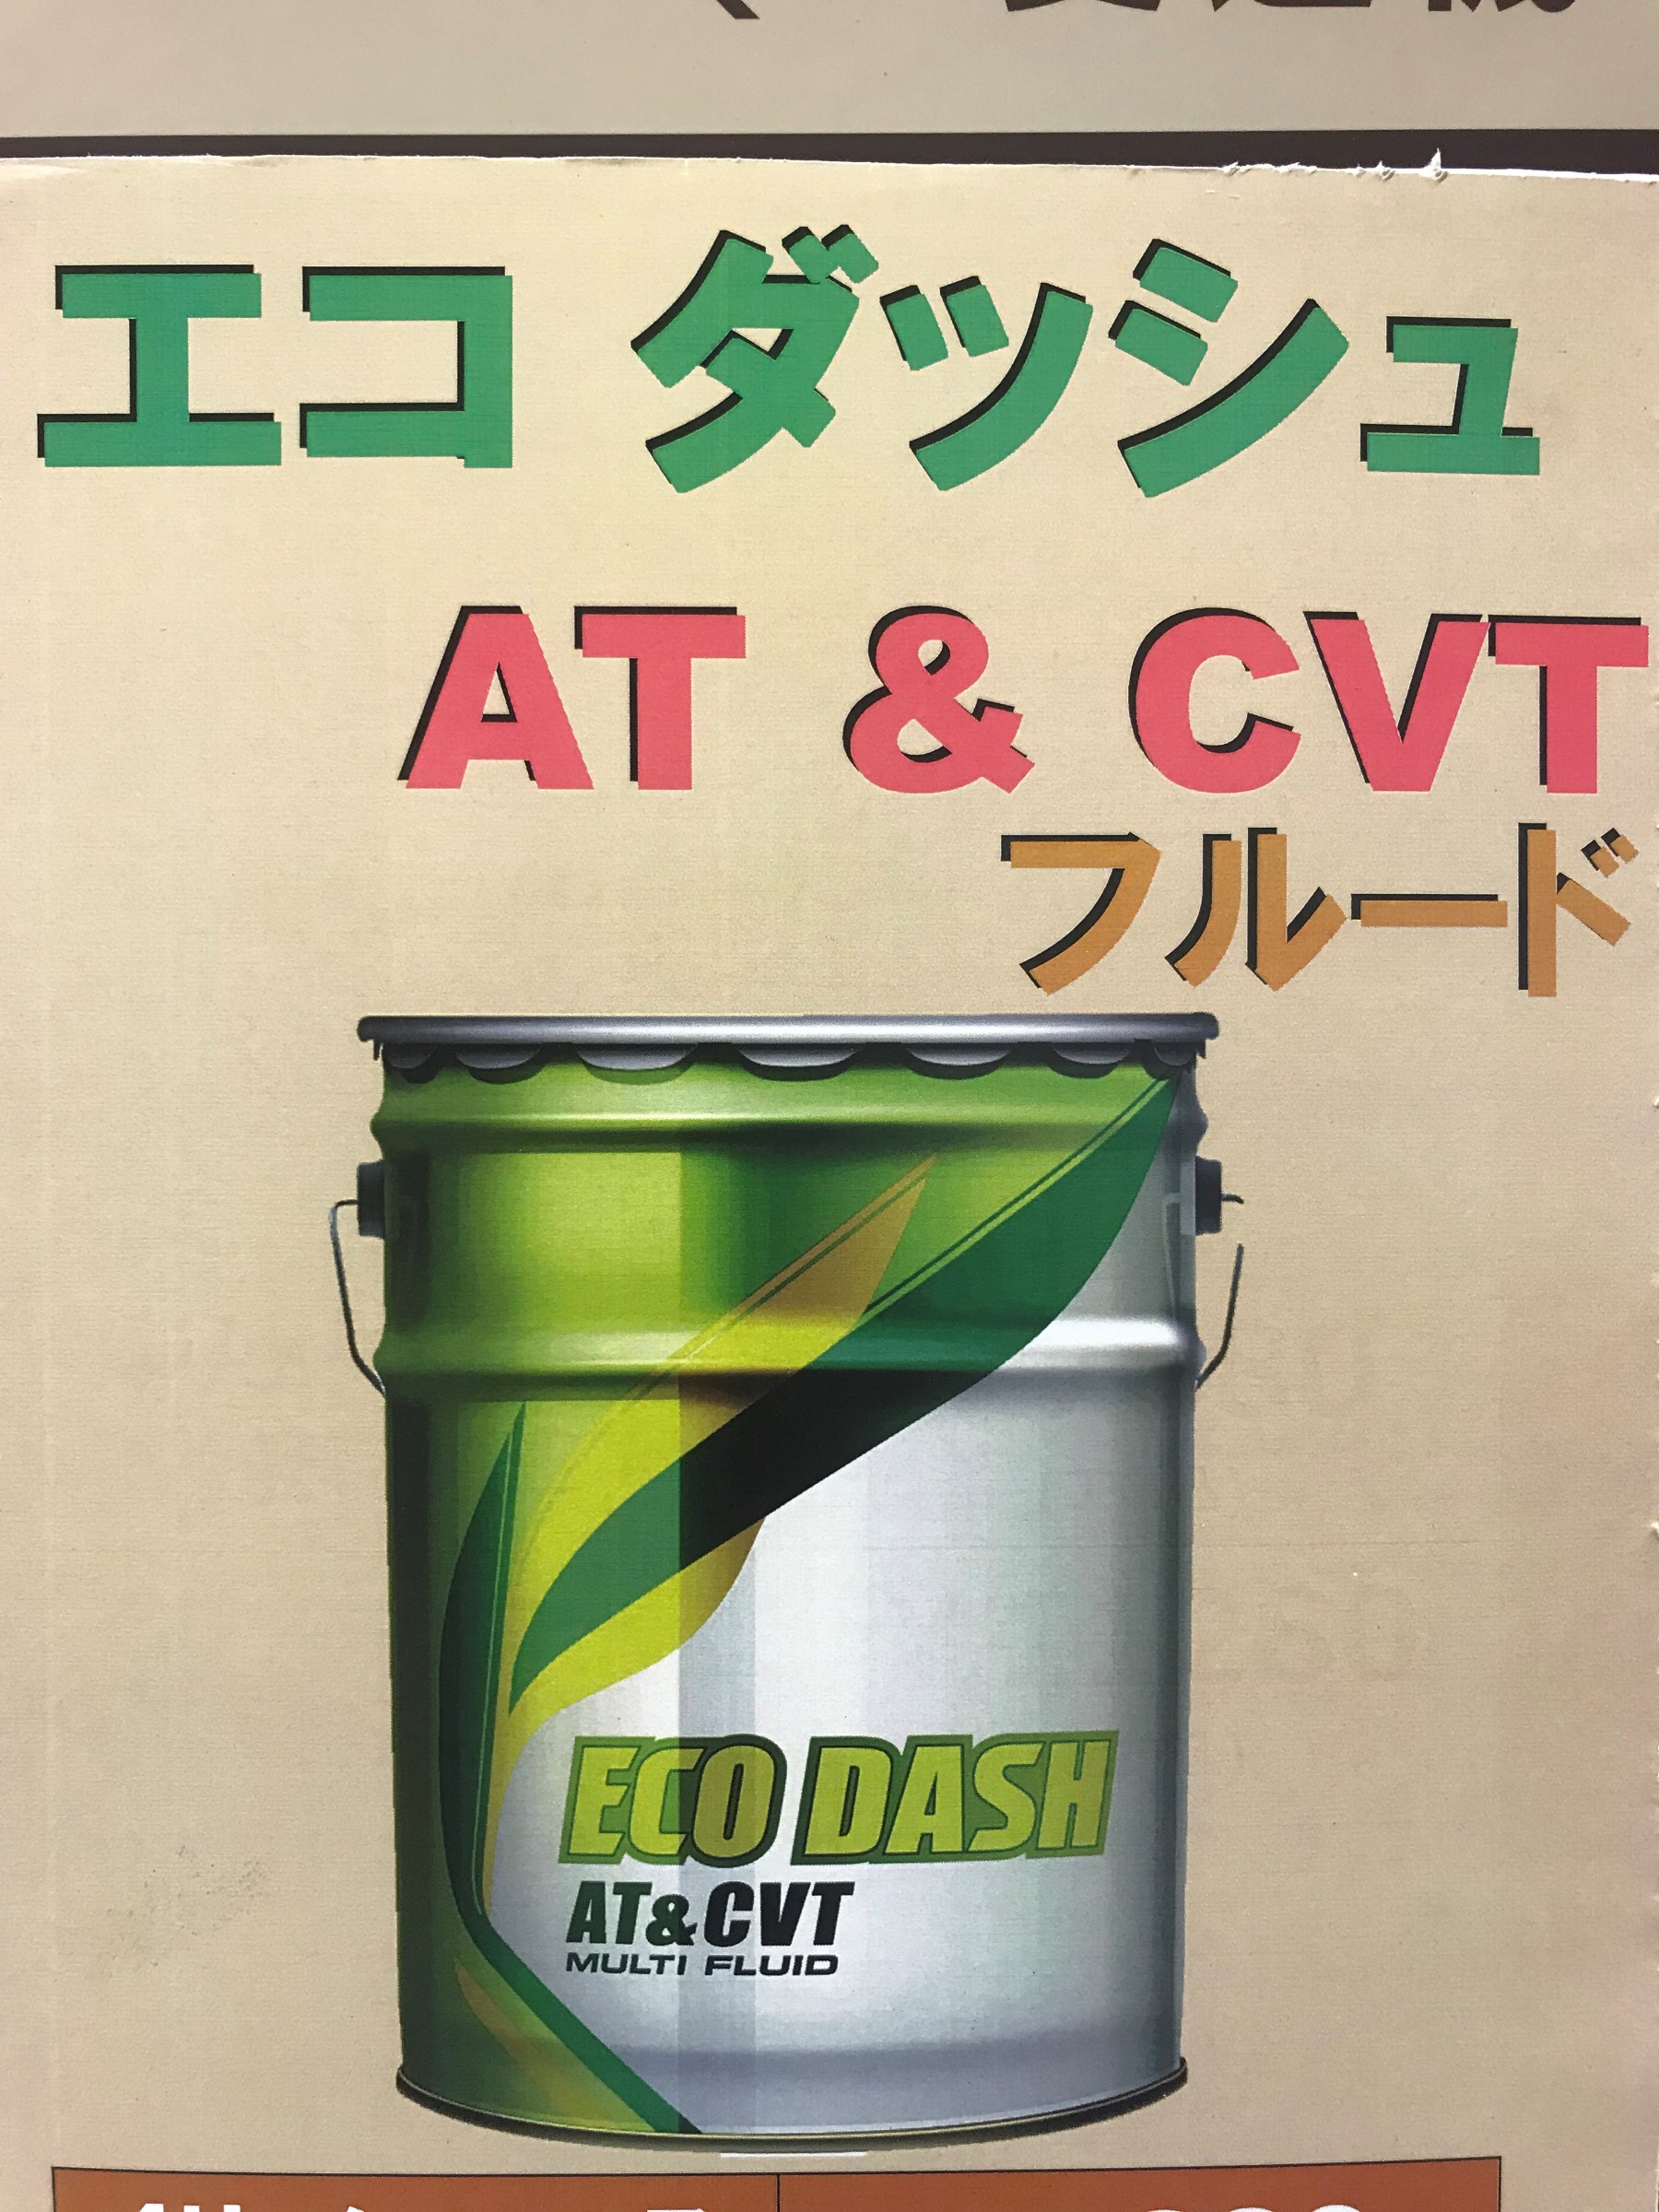 エコ ダッシュ
AT & CVT
フルード
ECO DASH
AT&CVT
MULTI FLUID